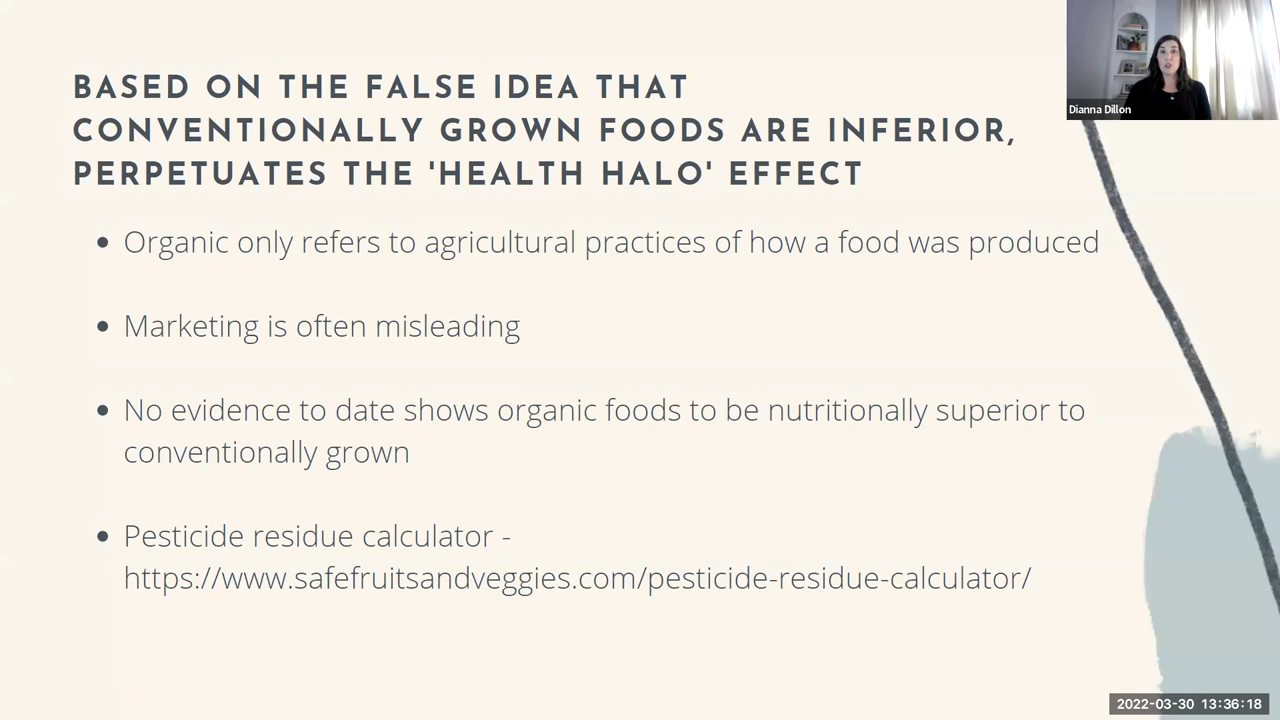 BASED ON THE FALSE IDEA THAT
CONVENTIONALLY GROWN FOODS ARE INFERIOR,
PERPETUATES THE 'HEALTH HALO' EFFECT
• Organic only refers to agricultural practices of how a food was produced
• Marketing is often misleading
• No evidence to date shows organic foods to be nutritionally superior to
conventionally grown
• Pesticide residue calculator -
https://www.safefruitsandveggies.com/pesticide-residue-calculator/
Dianna Dillon
2022-03-30 13:36:18